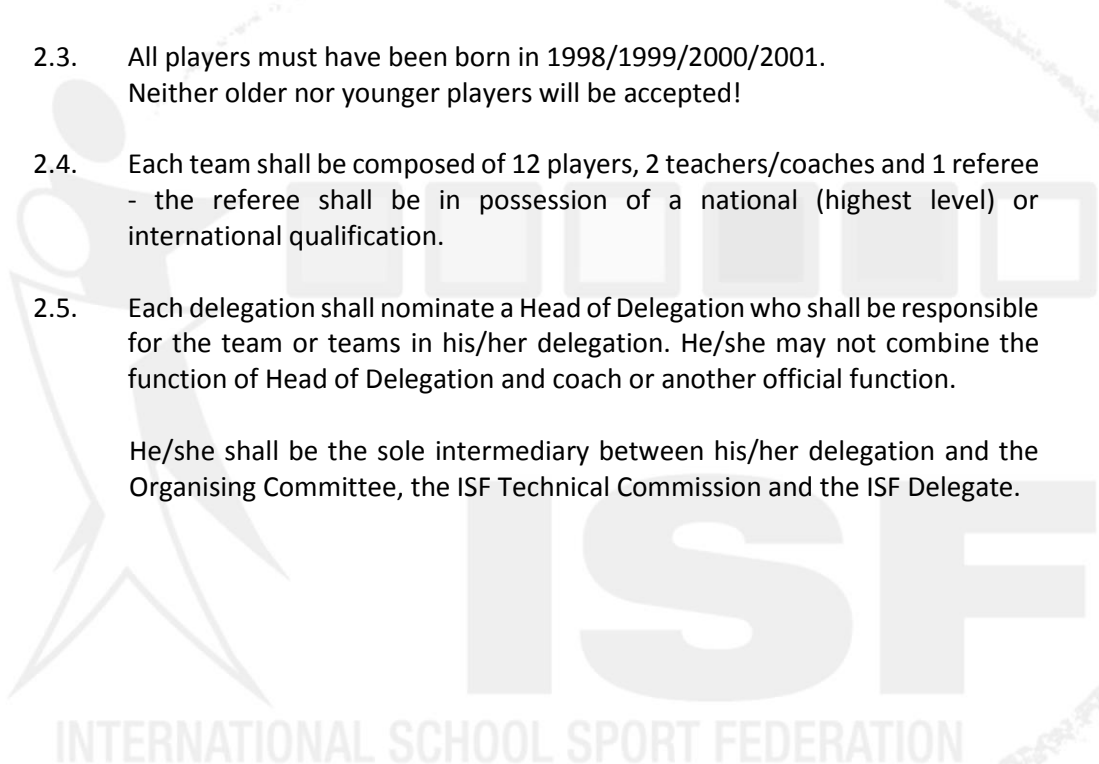 2.3. All players must have been born in 1998/1999/2000/2001.
Neither older nor younger players will be accepted!
2.4. Each team shall be composed of 12 players, 2 teachers/coaches and 1 referee
- the referee shall be in possession of a national (highest level) or
international qualification.
2.5. Each delegation shall nominate a Head of Delegation who shall be responsible
for the team or teams in his/her delegation. He/she may not combine the
function of Head of Delegation and coach or another official function.
He/she shall be the sole intermediary between his/her delegation and the
Organising Committee, the ISF Technical Commission and the ISF Delegate.
ISF
INTERNATIONAL SCHOOL SPORT FEDERATION